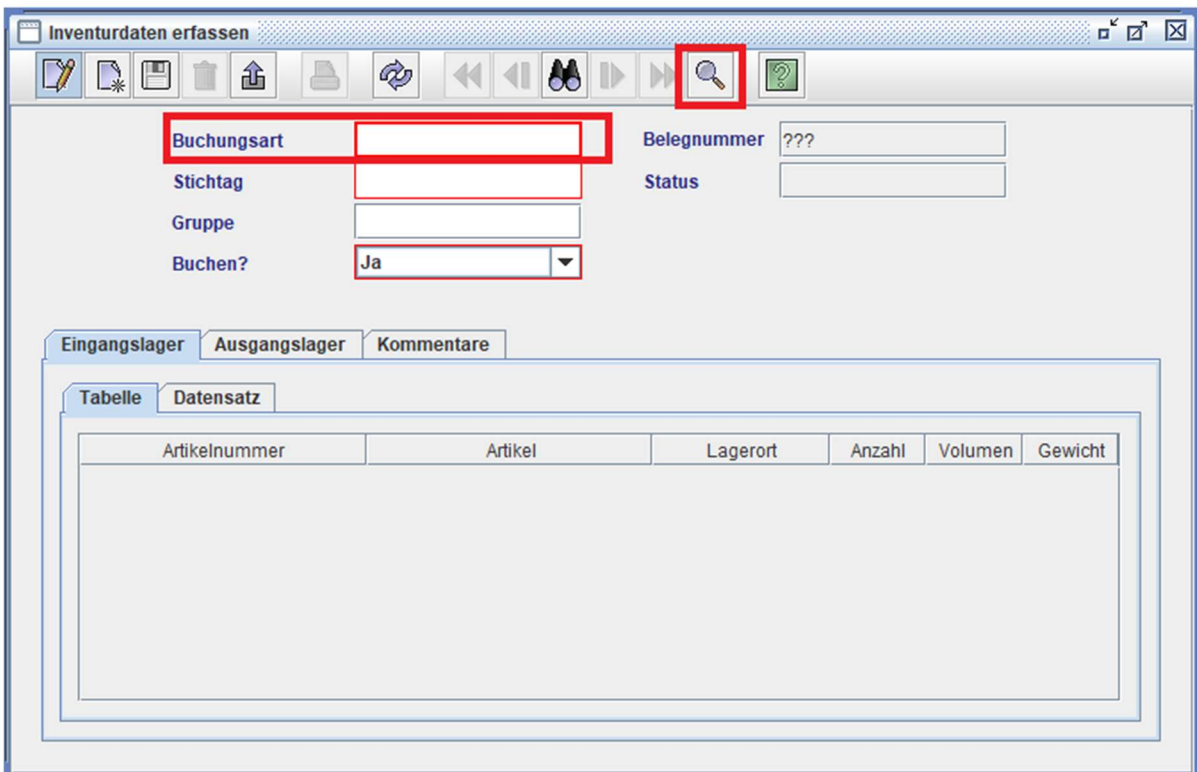 Inventurdaten erfassen
Buchungsart Belegnummer ???
Stichtag Status
Gruppe
Buchen? Ja
Eingangslager Ausgangslager Kommentare
Tabelle Datensatz
Artikelnummer Artikel Lagerort Anzahl Volumen Gewicht